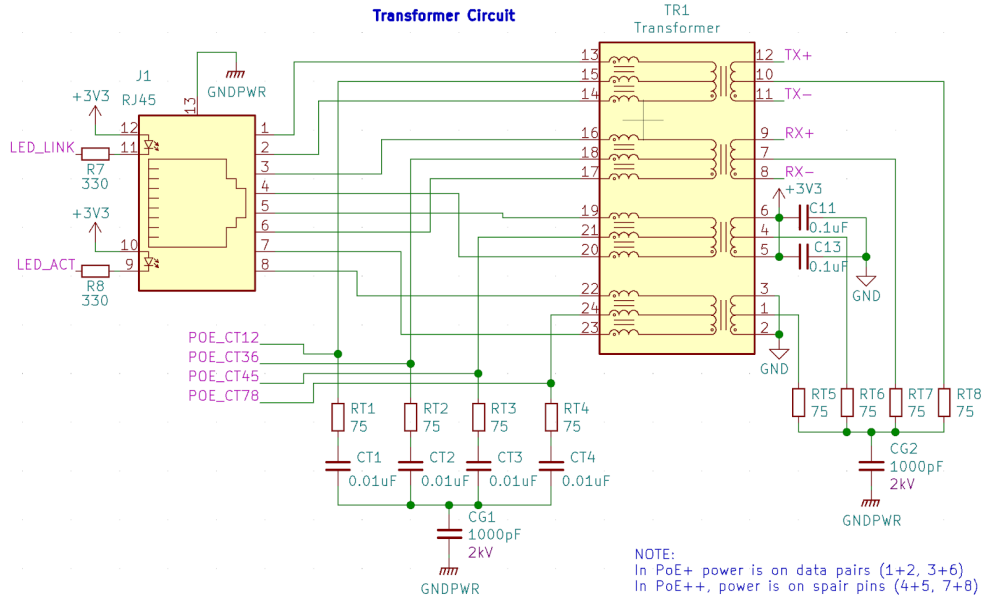 Transformer Circuit
TR1
Transformer
J1
RJ45
GNDPWR
+3V3
13
12
11
LED_LINK
R7
330
+3V3
10
9
LED_ACT
R8
330
1
2
3
4
5
6
7
8
13
15
14
16
18
17
19
21
20
22
24
23
12 TX+
10
11 TX-
9 RX+
7
8 RX-
+3V3
6
4
5
3
1
2
C11
0.1uF
C13
0.1uF
GND
GND
POE_CT12
POE_CT36
POE_CT45
POE_CT78
RT1
75
RT2
75
RT3
75
RT4
75
RT5
75
RT6
75
RT7
75
RT8
75
CT1
0.01uF
CT2
0.01uF
CT3
0.01uF
CT4
0.01uF
CG1
1000pF
2kV
GNDPWR
CG2
1000pF
2kV
GNDPWR
NOTE:
In PoE+ power is on data pairs (1+2, 3+6)
In PoE++, power is on spair pins (4+5, 7+8)